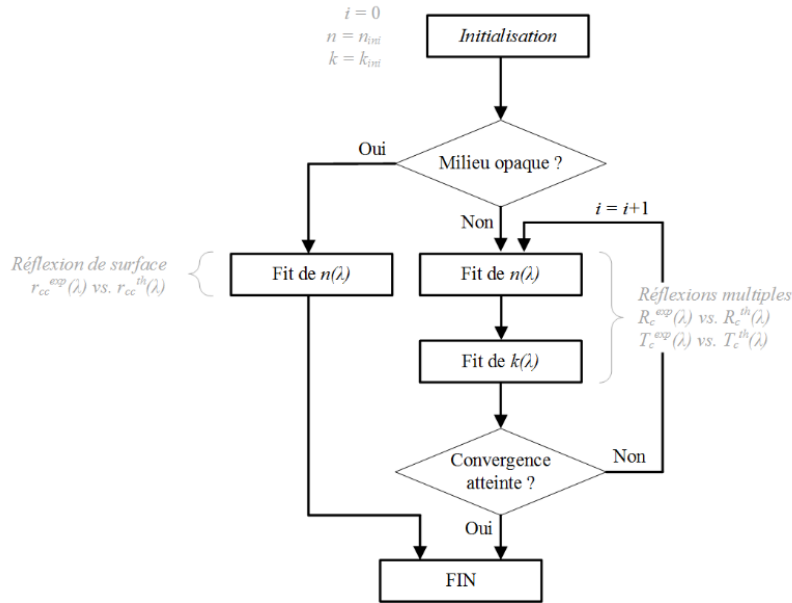 i = 0
n = n_ini
k = k_ini
Initialisation
Milieu opaque ?
Oui
Non
i = i+1
Réflexion de surface
r_cc^exp(λ) vs. r_cc^th(λ)
Fit de n(λ)
Fit de n(λ)
Réflexions multiples
R_c^exp(λ) vs. R_c^th(λ)
T_c^exp(λ) vs. T_c^th(λ)
Fit de k(λ)
Convergence
atteinte ?
Non
Oui
FIN